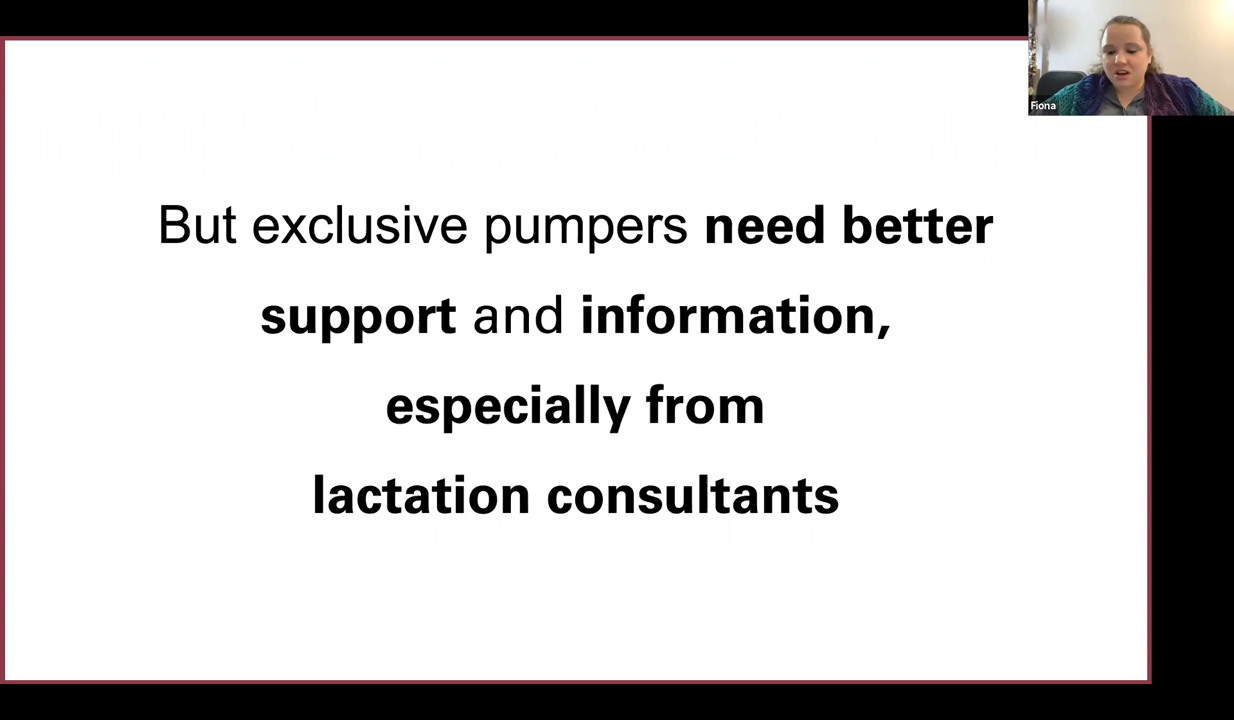 Fiona
But exclusive pumpers need better
support and information,
especially from
lactation consultants